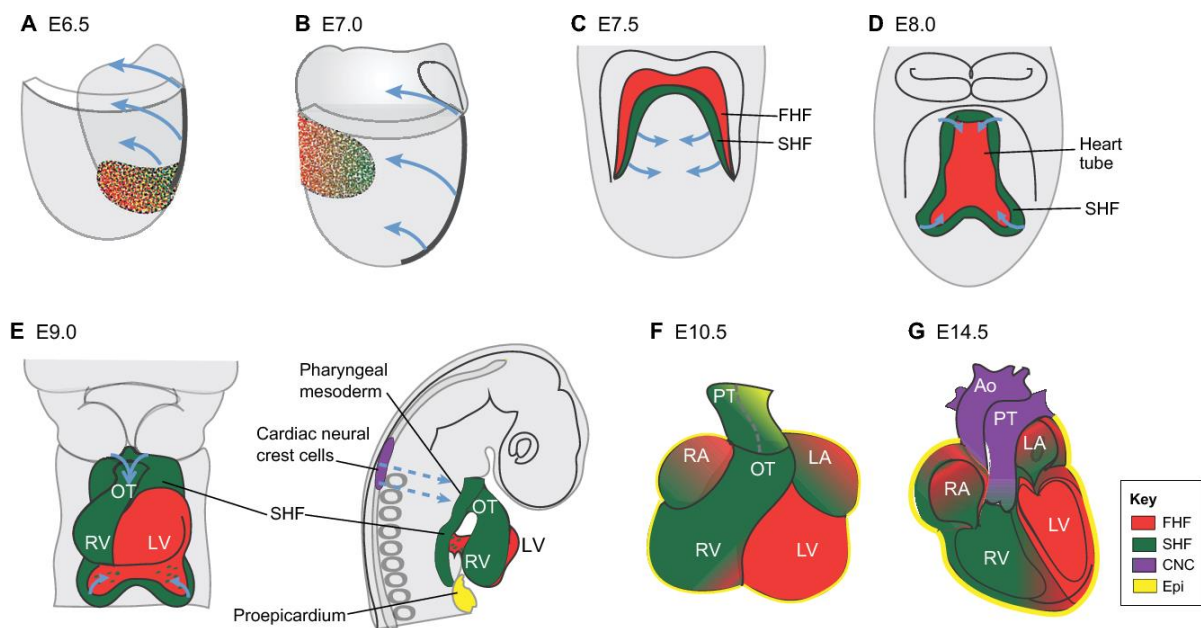 A E6.5
B E7.0
C E7.5
FHF
SHF
D E8.0
Heart
tube
SHF
E E9.0
OT
RV
LV
Pharyngeal
mesoderm
Cardiac neural
crest cells
SHF
Proepicardium
OT
RV
LV
F E10.5
PT
RA
OT
LA
RV
LV
G E14.5
Ao
PT
LA
RA
LV
RV
Key
FHF
SHF
CNC
Epi